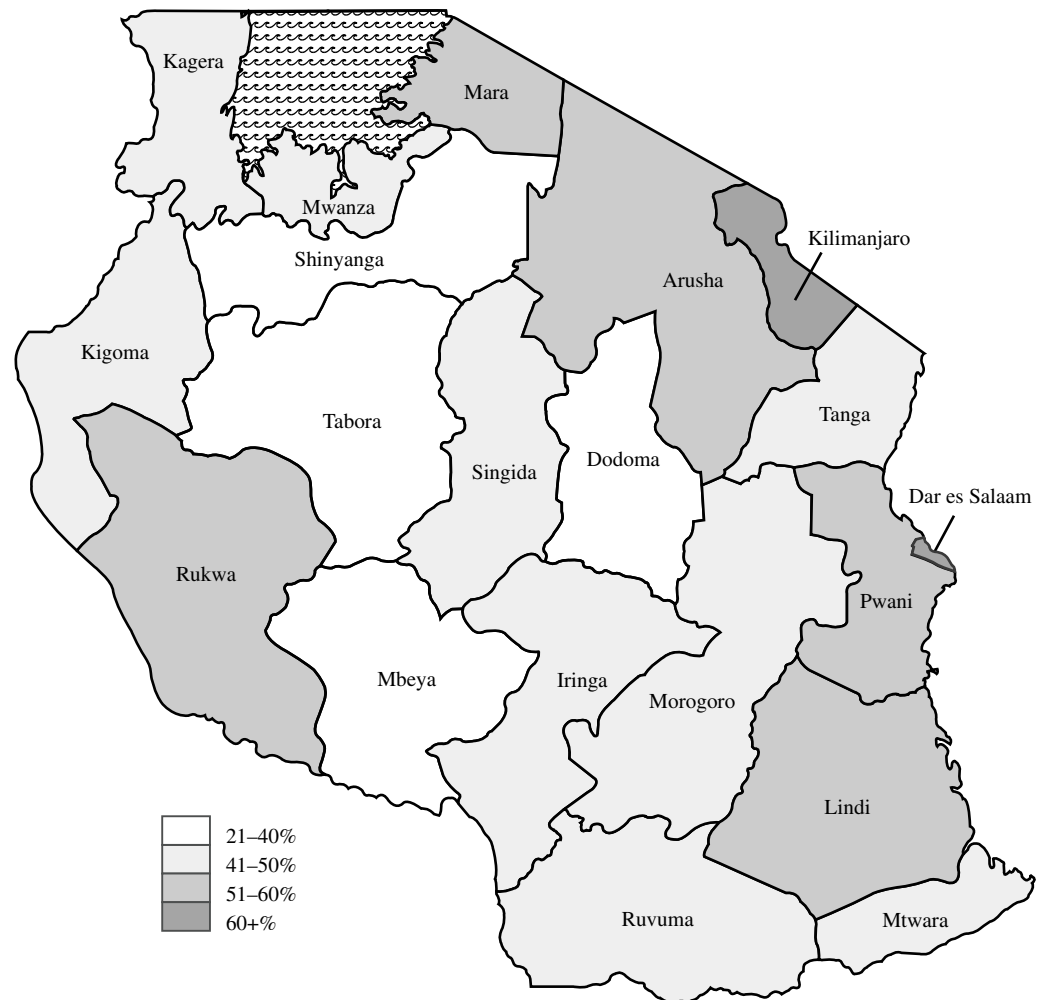 Kagera
Mara
Mwanza
Kilimanjaro
Shinyanga
Arusha
Kigoma
Tabora
Tanga
Dodoma
Singida
Dar es Salaam
Rukwa
Pwani
Mbeya
Iringa
Morogoro
Lindi
21–40%
41–50%
51–60%
60+%
Ruvuma
Mtwara